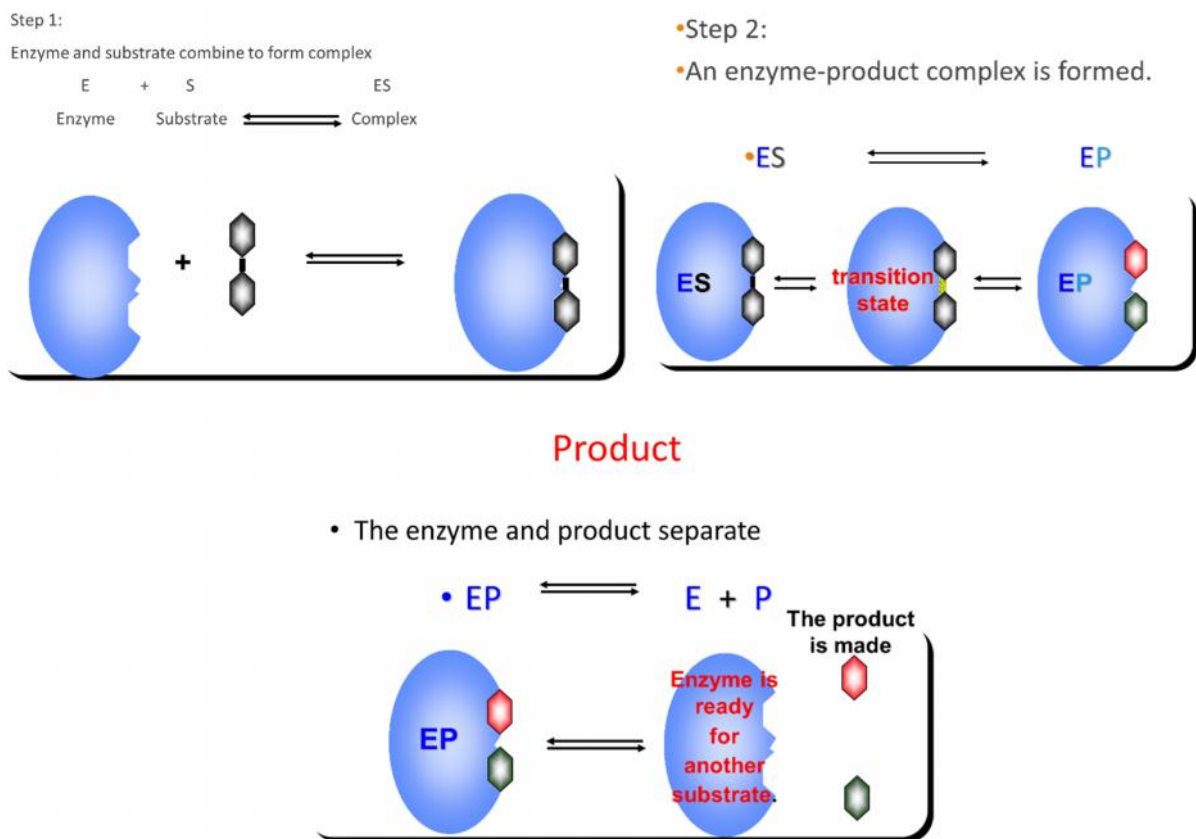 Step 1:
Enzyme and substrate combine to form complex
E + S ES
Enzyme Substrate Complex
+
•Step 2:
•An enzyme-product complex is formed.
•ES EP
ES
transition
state
EP
Product
• The enzyme and product separate
• EP E + P
The product
is made
EP
Enzyme is
ready
for
another
substrate.